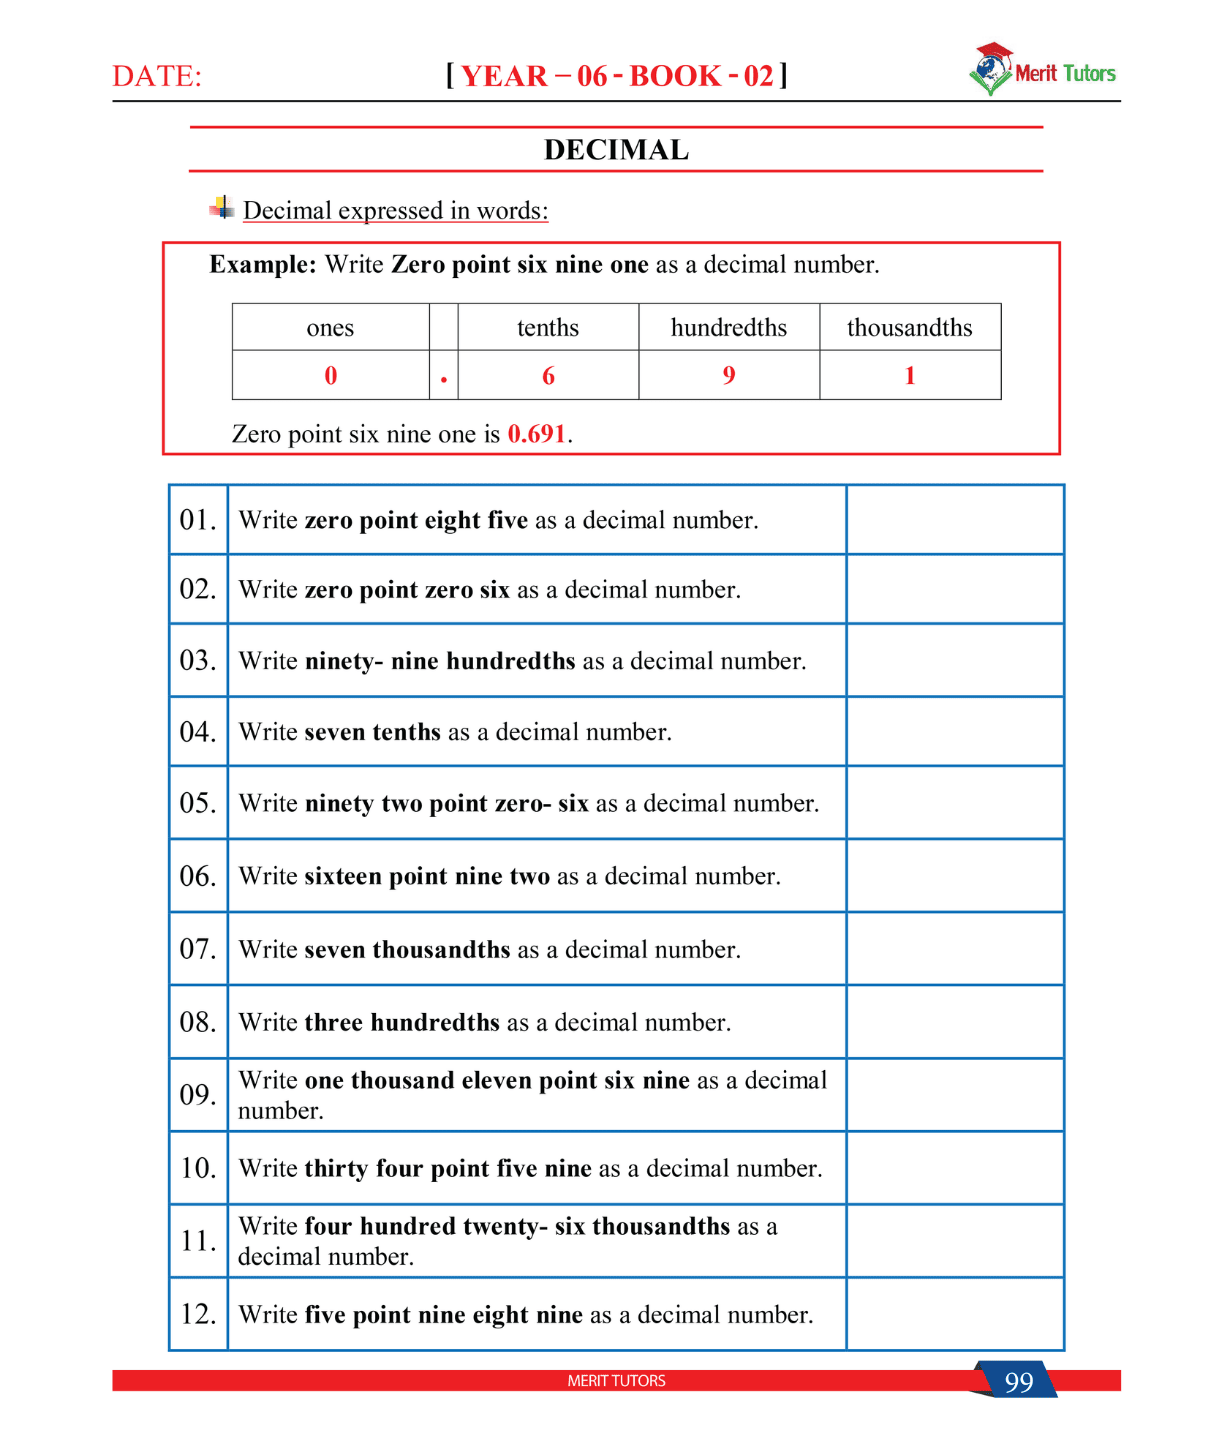 DATE:
[ YEAR – 06 - BOOK - 02 ]
Merit Tutors
DECIMAL
Decimal expressed in words:
Example: Write Zero point six nine one as a decimal number.
ones tenths hundredths thousandths
0 . 6 9 1
Zero point six nine one is 0.691.
01. Write zero point eight five as a decimal number.
02. Write zero point zero six as a decimal number.
03. Write ninety- nine hundredths as a decimal number.
04. Write seven tenths as a decimal number.
05. Write ninety two point zero- six as a decimal number.
06. Write sixteen point nine two as a decimal number.
07. Write seven thousandths as a decimal number.
08. Write three hundredths as a decimal number.
09. Write one thousand eleven point six nine as a decimal
number.
10. Write thirty four point five nine as a decimal number.
11. Write four hundred twenty- six thousandths as a
decimal number.
12. Write five point nine eight nine as a decimal number.
MERIT TUTORS
99